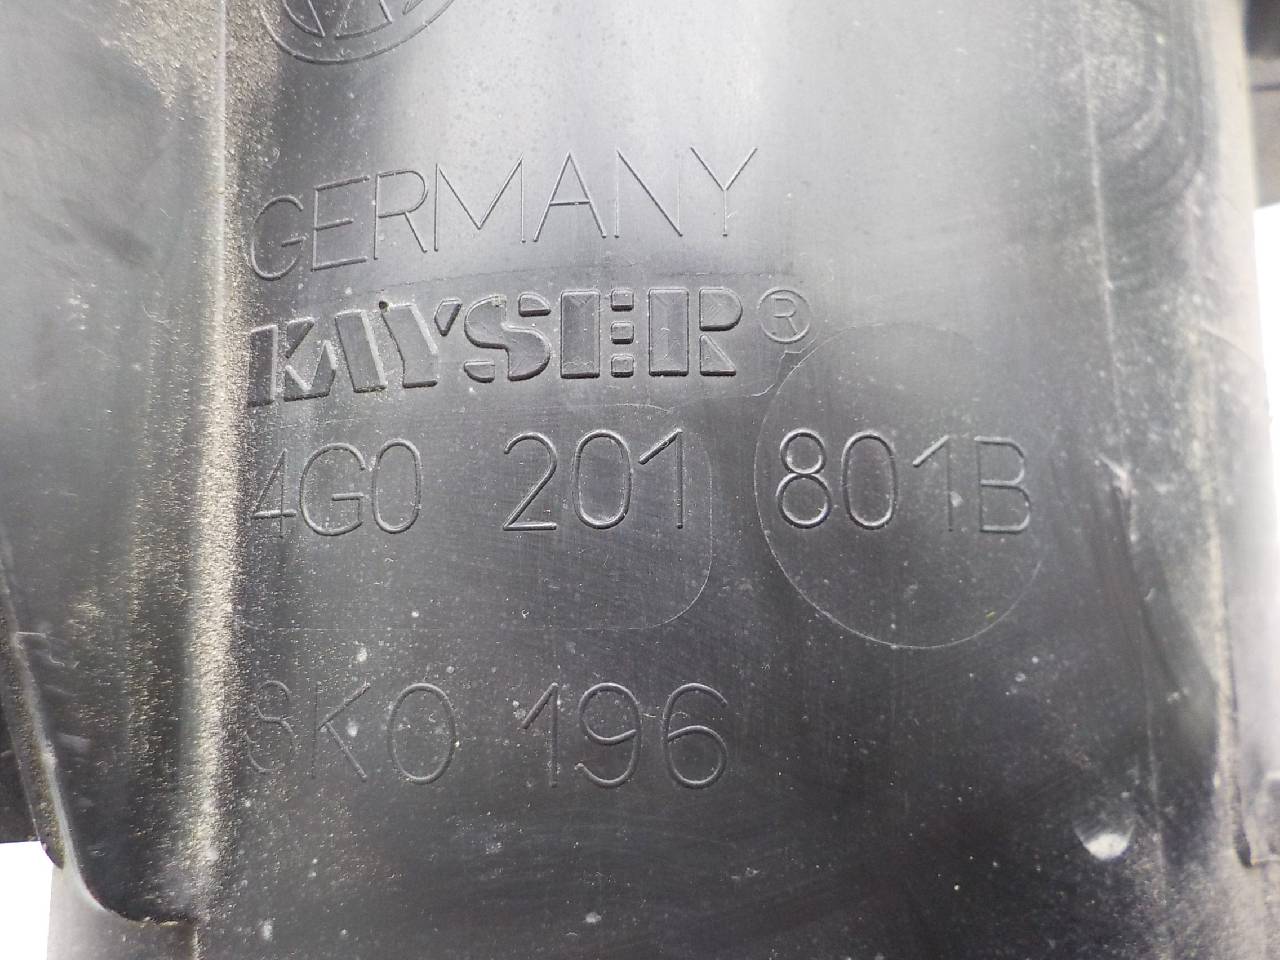 GERMANY
KAYSER®
4G0 201 801B
8K0 196